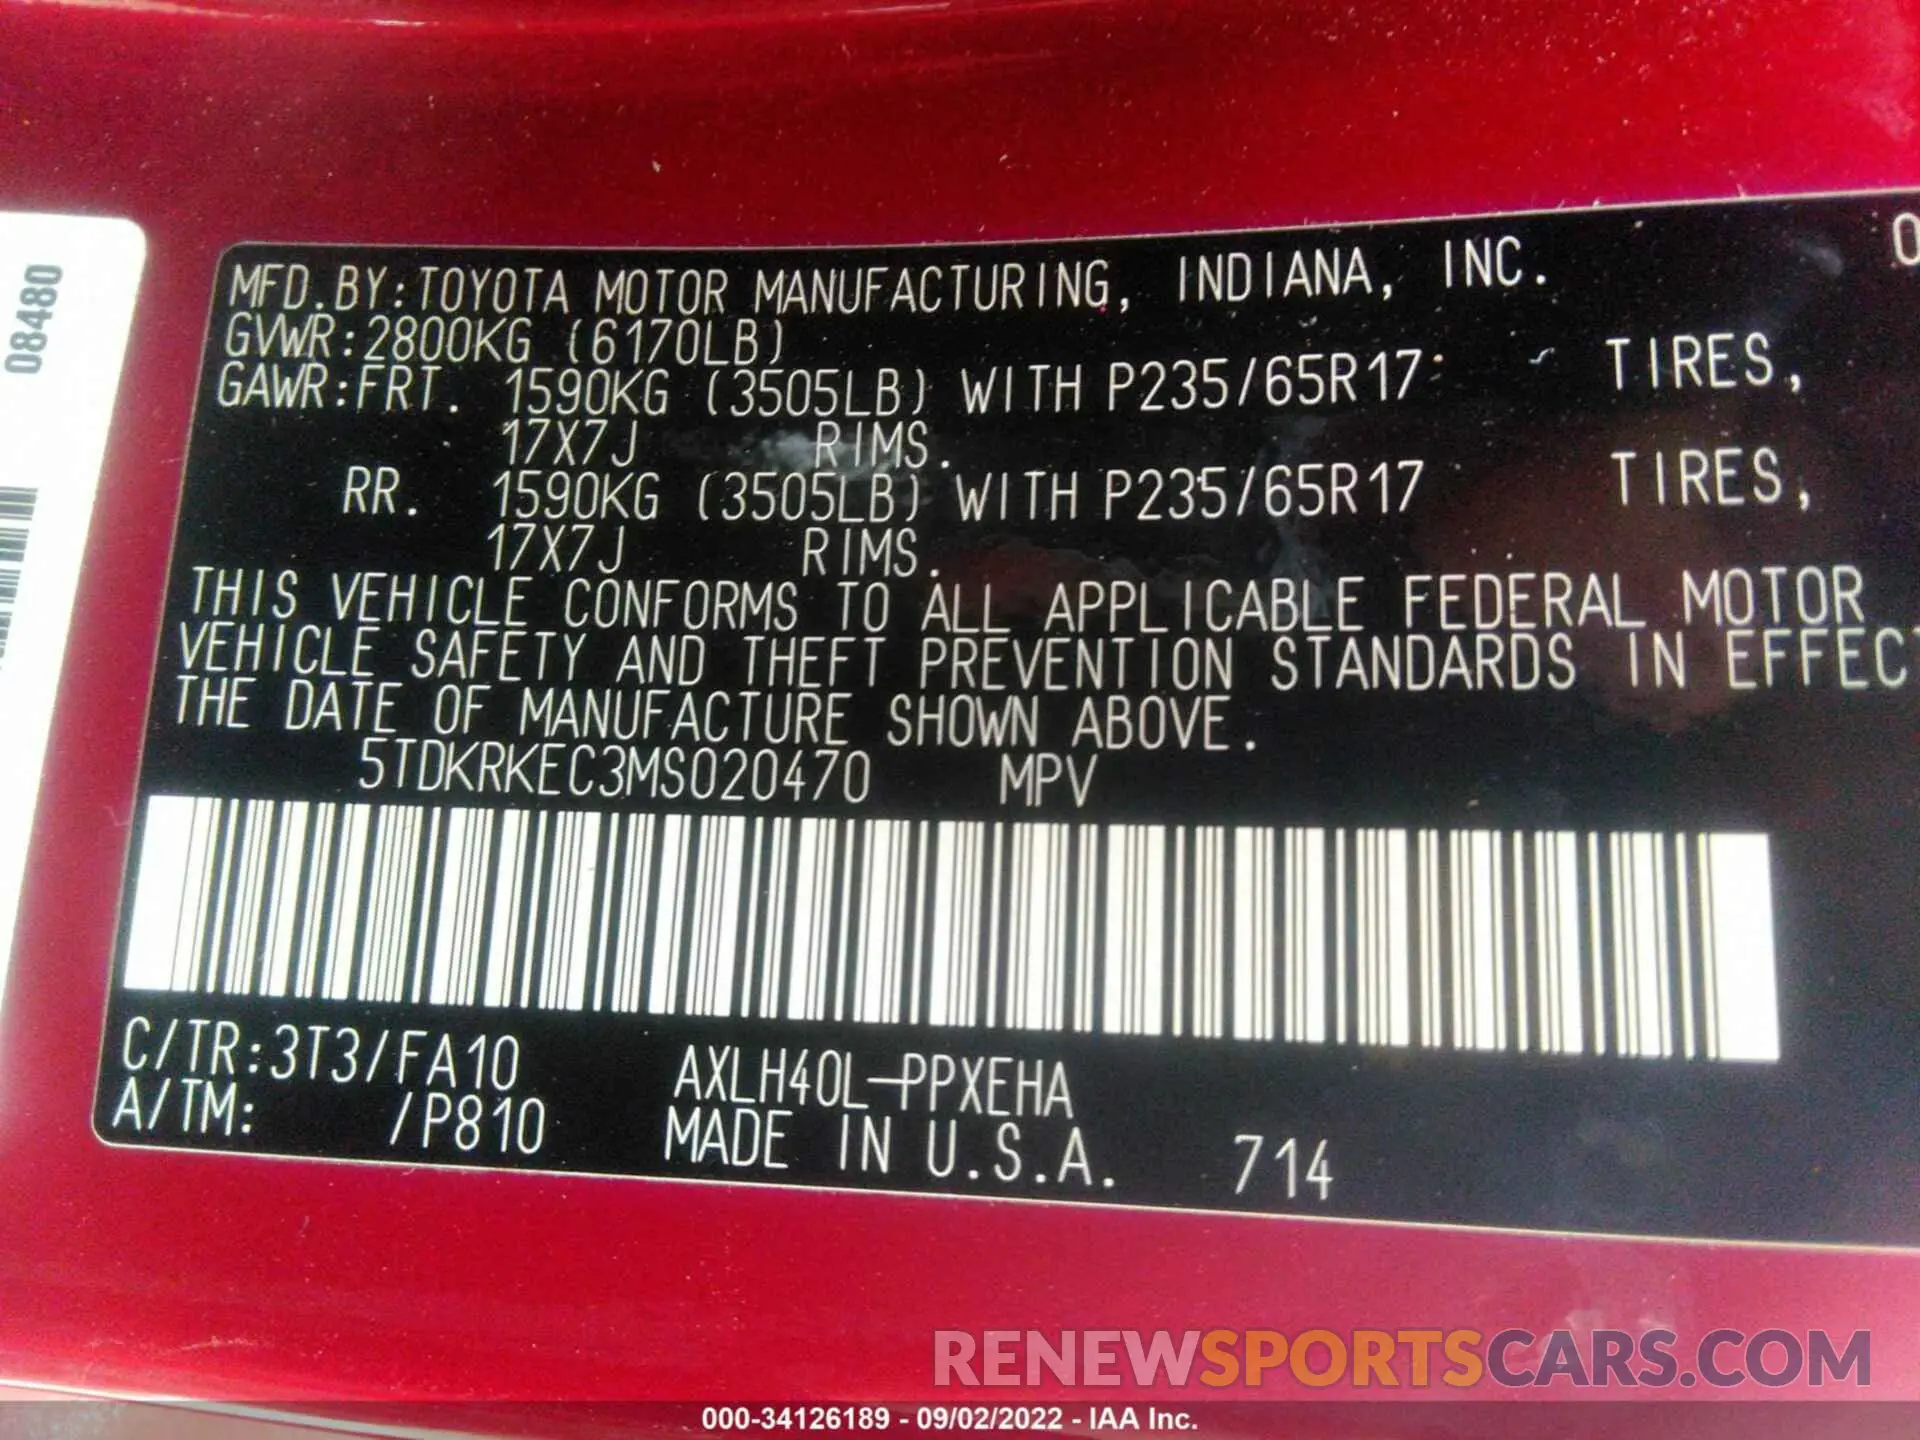 MFD.BY:TOYOTA MOTOR MANUFACTURING, INDIANA, INC. 0
GVWR:2800KG (6170LB)
GAWR:FRT. 1590KG (3505LB) WITH P235/65R17 TIRES,
17X7J RIMS.
RR. 1590KG (3505LB) WITH P235/65R17 TIRES,
17X7J RIMS.
THIS VEHICLE CONFORMS TO ALL APPLICABLE FEDERAL MOTOR
VEHICLE SAFETY AND THEFT PREVENTION STANDARDS IN EFFECT
THE DATE OF MANUFACTURE SHOWN ABOVE.
5TDKRKEC3MS020470 MPV
C/TR:3T3/FA10 AXLH40L-PPXEHA
A/TM: /P810 MADE IN U.S.A. 714
08480
RENEWSPORTSCARS.COM
000-34126189 - 09/02/2022 - IAA Inc.